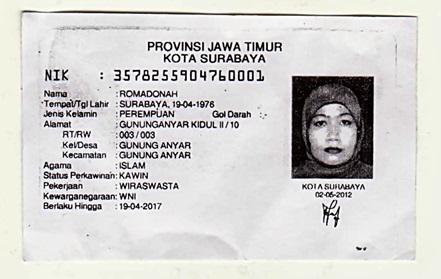 PROVINSI JAWA TIMUR
KOTA SURABAYA
NIK : 3578255904760001
Nama : ROMADONAH
Tempat/Tgl Lahir : SURABAYA, 19-04-1976
Jenis Kelamin : PEREMPUAN Gol Darah :
Alamat : GUNUNGANYAR KIDUL II / 10
RT/RW : 003 / 003
Kel/Desa : GUNUNG ANYAR
Kecamatan : GUNUNG ANYAR
Agama : ISLAM
Status Perkawinan : KAWIN
Pekerjaan : WIRASWASTA
Kewarganegaraan : WNI
Berlaku Hingga : 19-04-2017
KOTA SURABAYA
02-05-2012